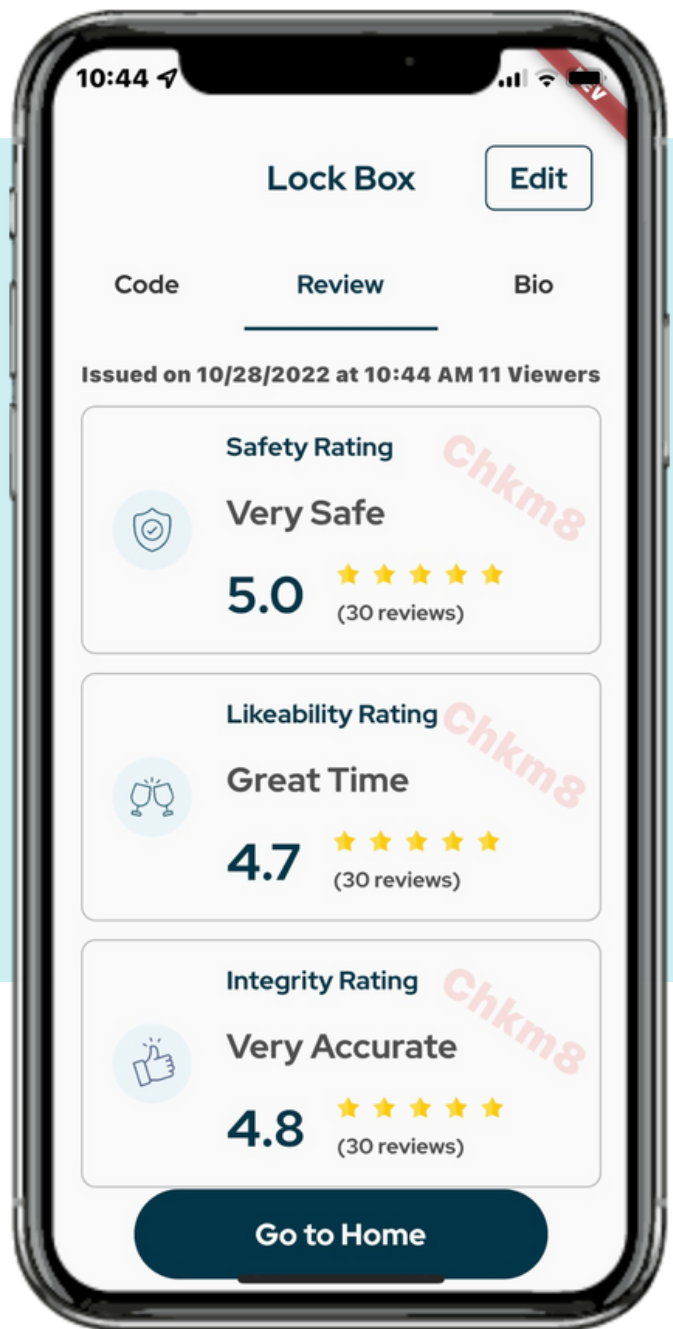 10:44
Lock Box
Edit
Code Review Bio
Issued on 10/28/2022 at 10:44 AM 11 Viewers
Safety Rating
Chkm8
Very Safe
5.0
(30 reviews)
Likeability Rating
Chkm8
Great Time
4.7
(30 reviews)
Integrity Rating
Chkm8
Very Accurate
4.8
(30 reviews)
Go to Home